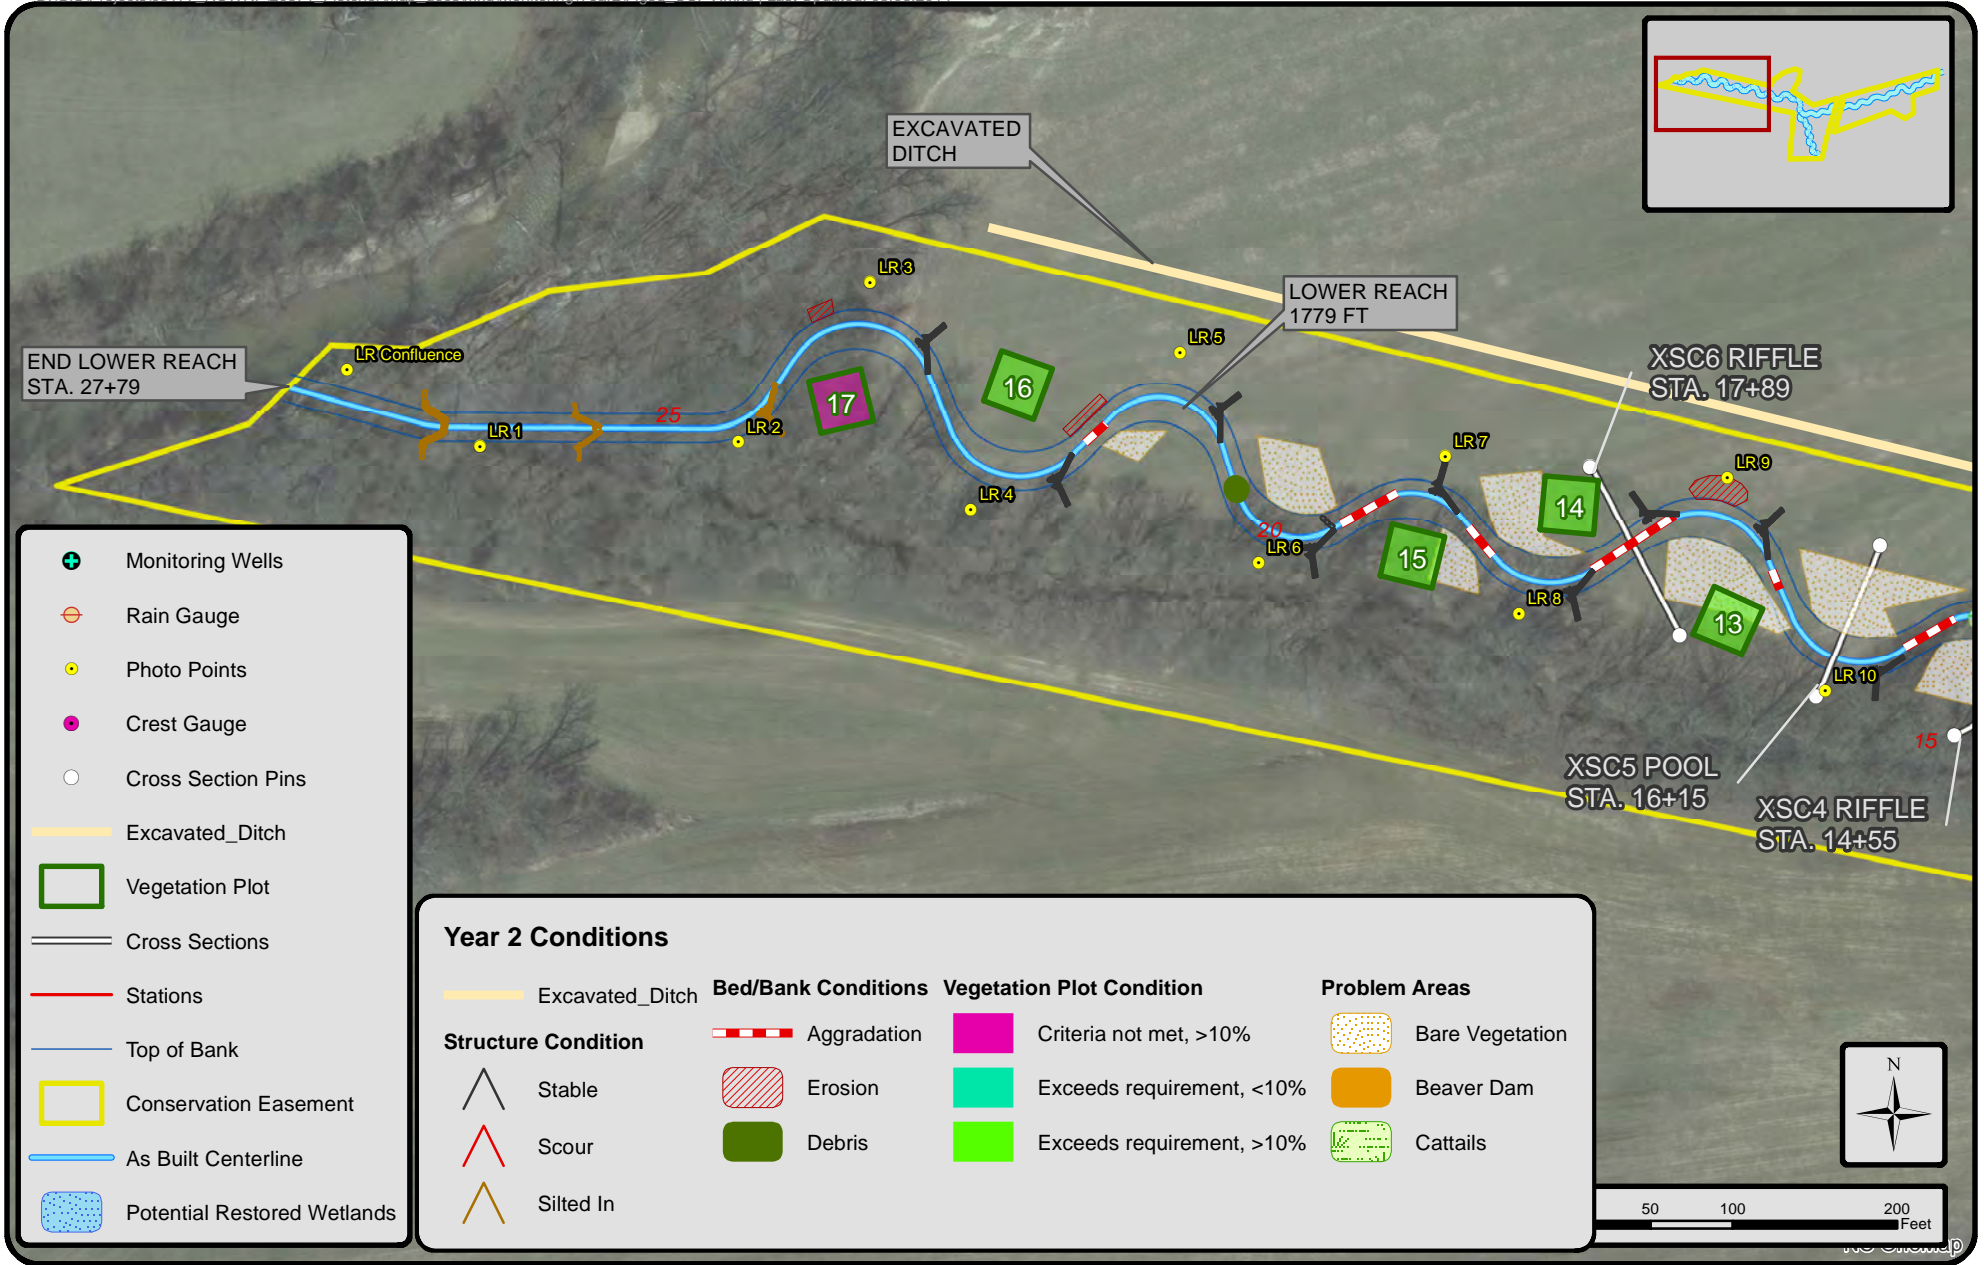 EXCAVATED
DITCH
LOWER REACH
1779 FT
END LOWER REACH
STA. 27+79
XSC6 RIFFLE
STA. 17+89
XSC5 POOL
STA. 16+15
XSC4 RIFFLE
STA. 14+55
LR Confluence
LR 1
LR 2
LR 3
LR 4
LR 5
LR 6
LR 7
LR 8
LR 9
LR 10
25
20
15
17
16
15
14
13
Monitoring Wells
Rain Gauge
Photo Points
Crest Gauge
Cross Section Pins
Excavated_Ditch
Vegetation Plot
Cross Sections
Stations
Top of Bank
Conservation Easement
As Built Centerline
Potential Restored Wetlands
Year 2 Conditions
Excavated_Ditch
Structure Condition
Stable
Scour
Silted In
Bed/Bank Conditions
Aggradation
Erosion
Debris
Vegetation Plot Condition
Criteria not met, >10%
Exceeds requirement, <10%
Exceeds requirement, >10%
Problem Areas
Bare Vegetation
Beaver Dam
Cattails
N
50 100 200
Feet